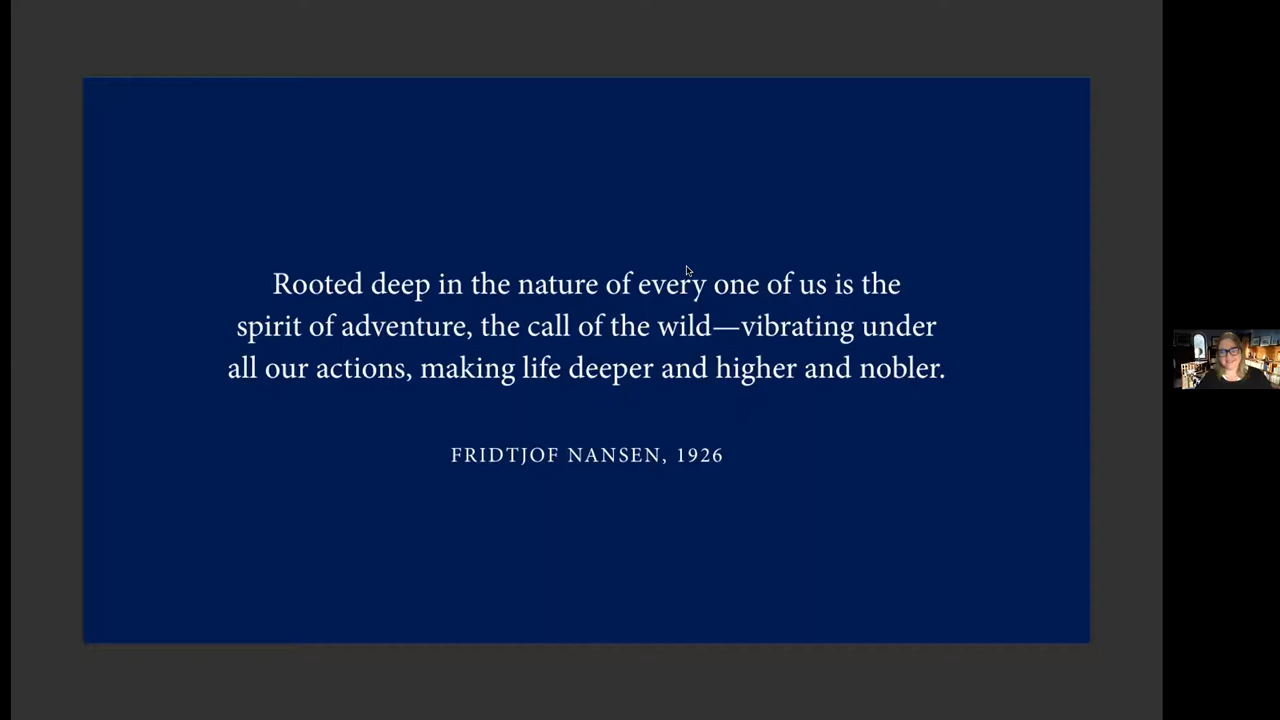 Rooted deep in the nature of every one of us is the
spirit of adventure, the call of the wild—vibrating under
all our actions, making life deeper and higher and nobler.
FRIDTJOF NANSEN, 1926